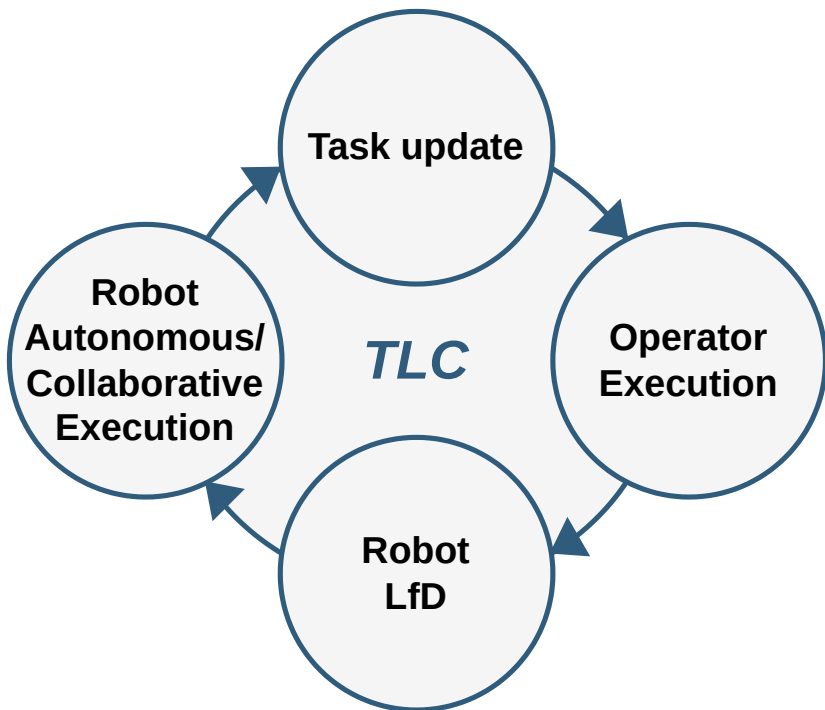 Task update
Robot
Autonomous/
Collaborative
Execution
TLC
Operator
Execution
Robot
LfD